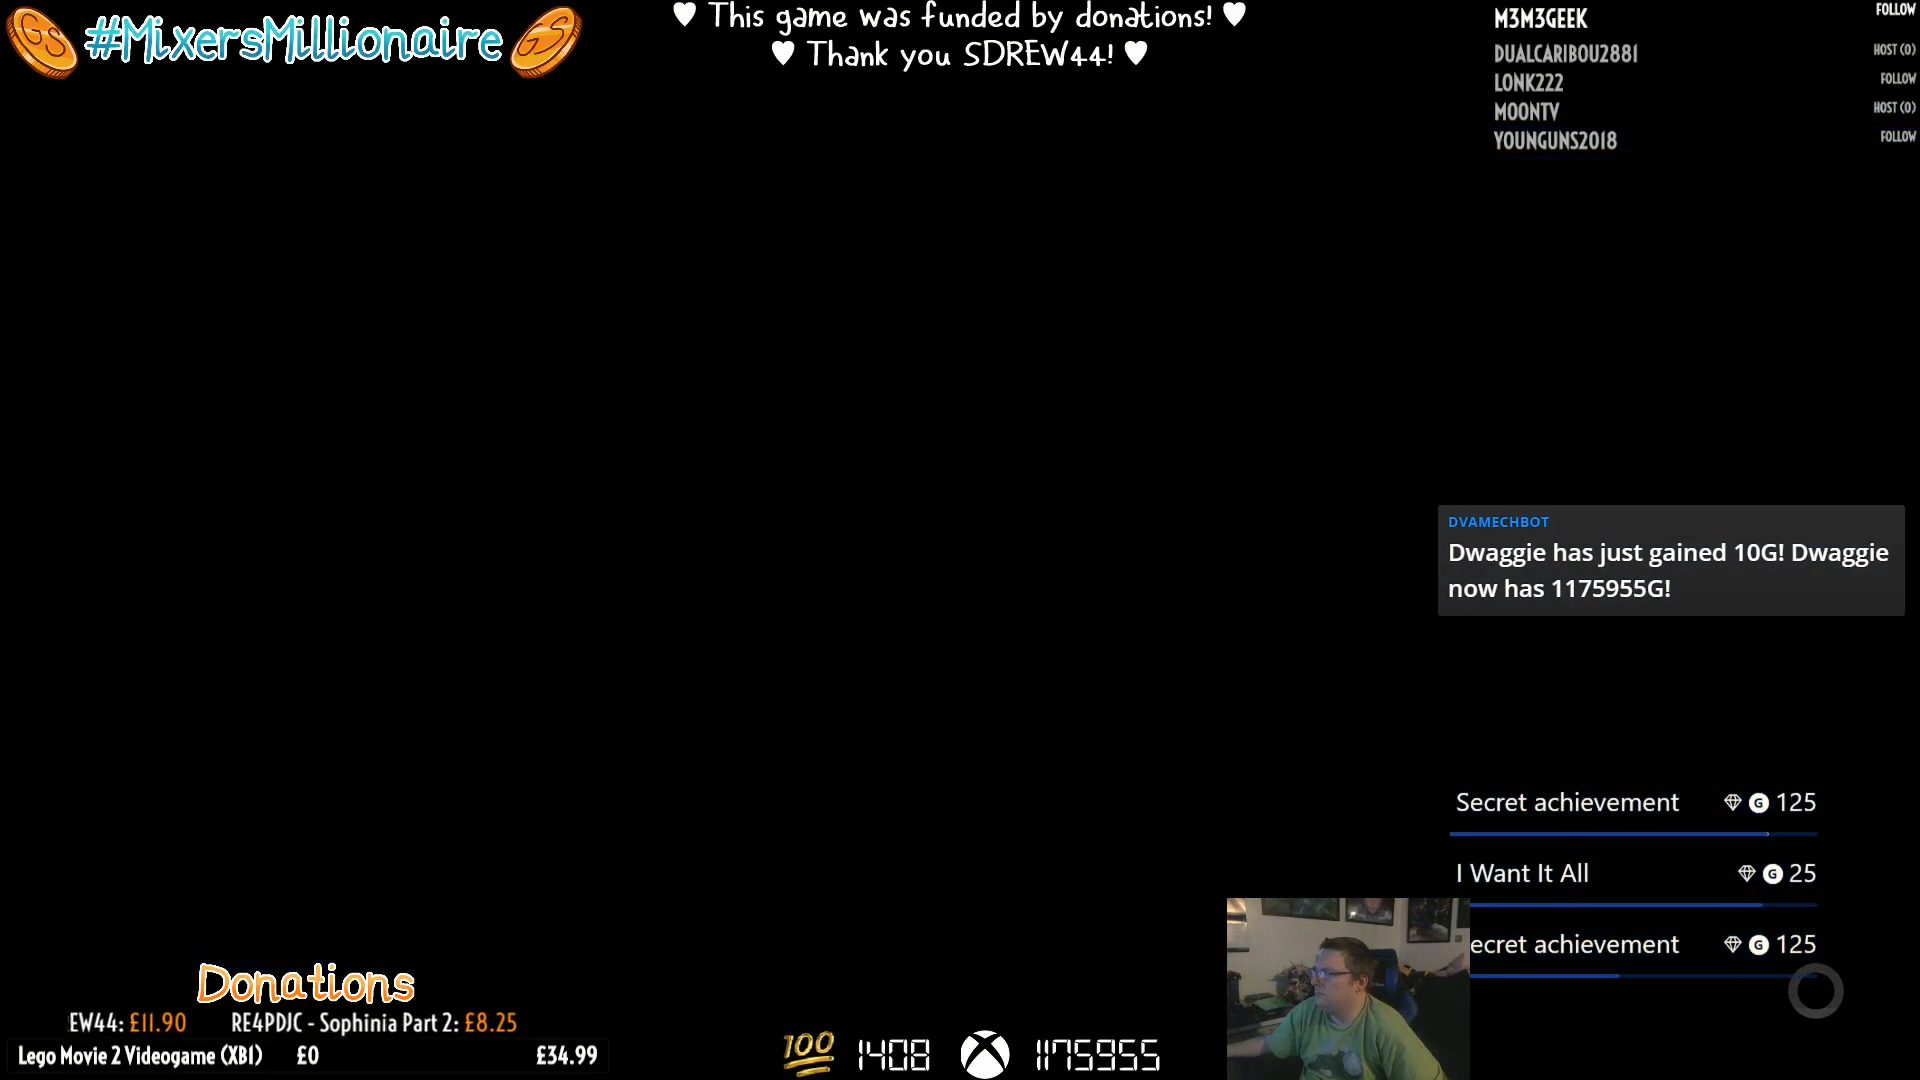 GS #MixersMillionaire GS
♥ This game was funded by donations! ♥
♥ Thank you SDREW44! ♥
M3M3GEEK FOLLOW
DUALCARIBOU2881 HOST (0)
LONK222 FOLLOW
MOONTV HOST (0)
YOUNGUNS2018 FOLLOW
DVAMECHBOT
Dwaggie has just gained 10G! Dwaggie
now has 1175955G!
Secret achievement G 125
I Want It All G 25
ecret achievement G 125
Donations
EW44: £11.90 RE4PDJC - Sophinia Part 2: £8.25
Lego Movie 2 Videogame (XB1) £0 £34.99
100 1408 1175955